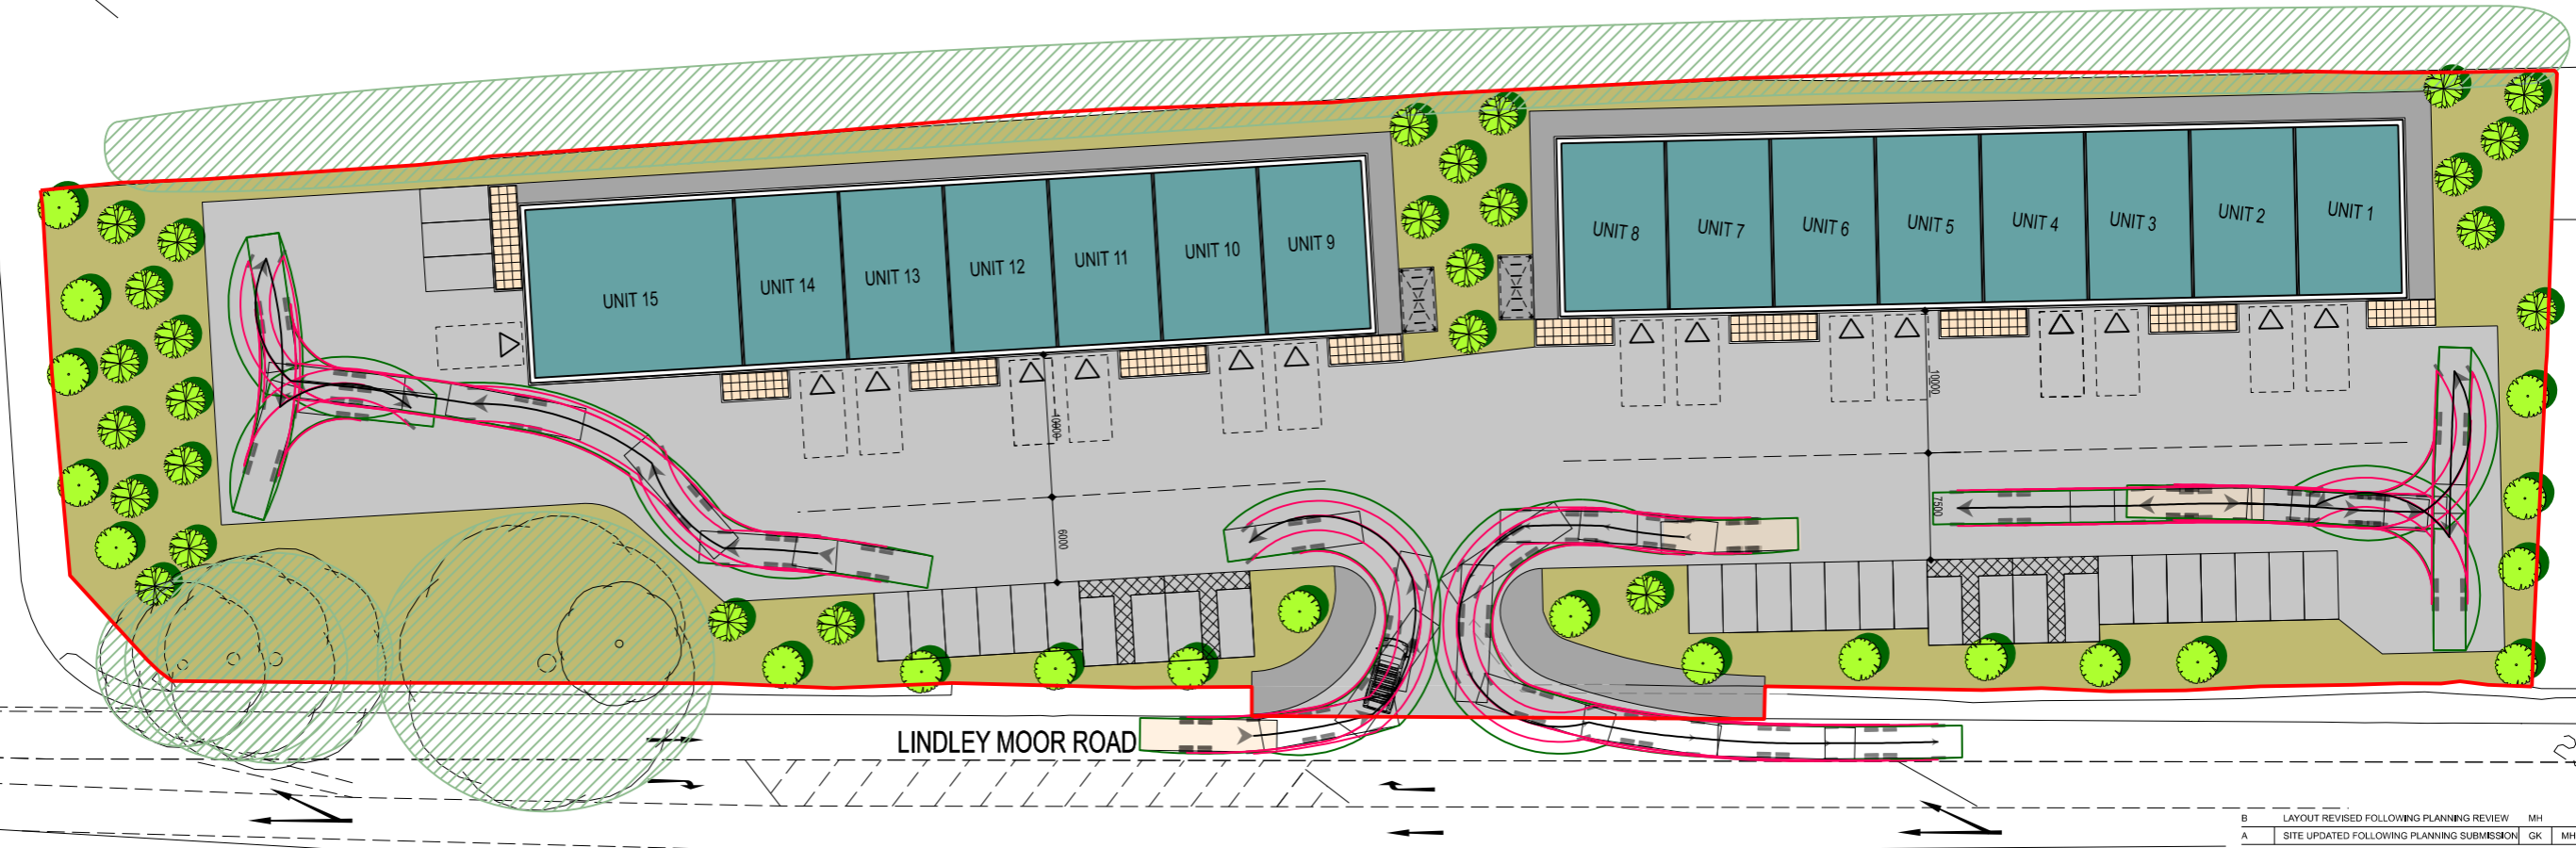 UNIT 15
UNIT 14
UNIT 13
UNIT 12
UNIT 11
UNIT 10
UNIT 9
UNIT 8
UNIT 7
UNIT 6
UNIT 5
UNIT 4
UNIT 3
UNIT 2
UNIT 1
10000
10000
6000
7500
LINDLEY MOOR ROAD
B LAYOUT REVISED FOLLOWING PLANNING REVIEW MH
A SITE UPDATED FOLLOWING PLANNING SUBMISSION GK MH